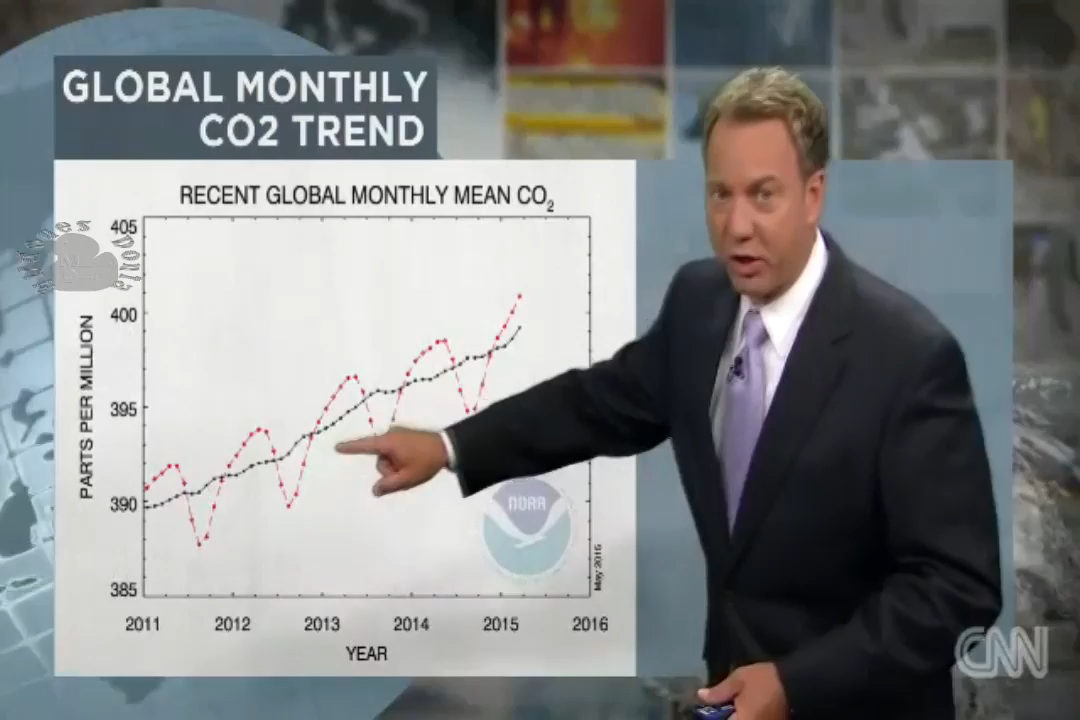 GLOBAL MONTHLY
CO2 TREND
RECENT GLOBAL MONTHLY MEAN CO2
405
400
395
390
385
PARTS PER MILLION
2011 2012 2013 2014 2015 2016
YEAR
NOAA
May 2015
CNN